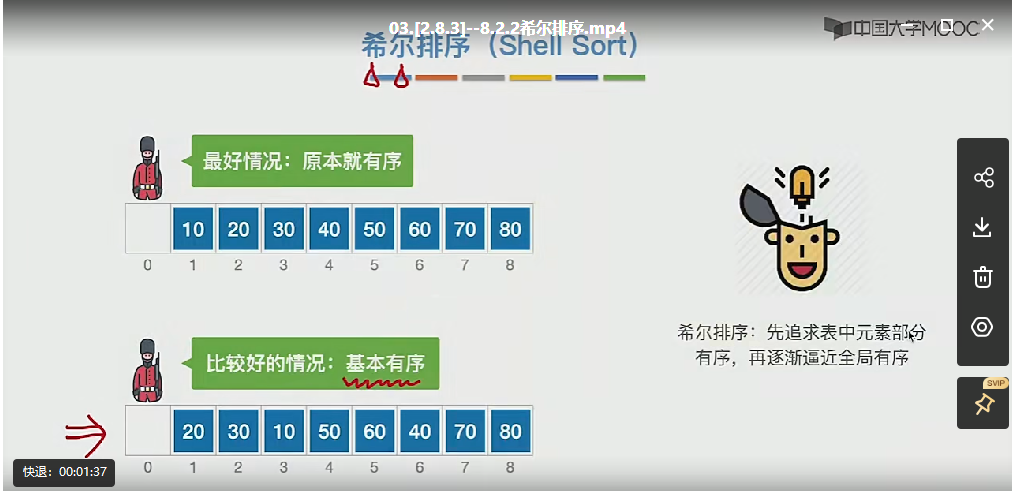 03.[2.8.3]--8.2.2希尔排序.mp4
中国大学MOOC
希尔排序（Shell Sort）
最好情况：原本就有序
10 20 30 40 50 60 70 80
0 1 2 3 4 5 6 7 8
希尔排序：先追求表中元素部分
有序，再逐渐逼近全局有序
比较好的情况：基本有序
20 30 10 50 60 40 70 80
0 1 2 3 4 5 6 7 8
SVIP
快退：00:01:37